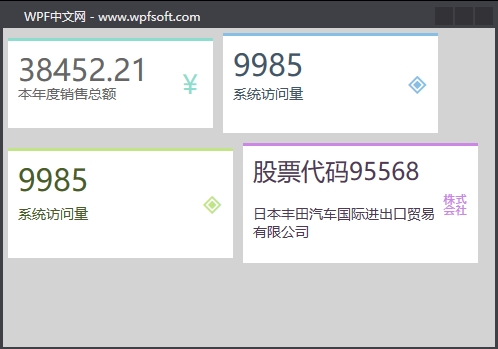 WPF中文网 - www.wpfsoft.com
38452.21
¥
本年度销售总额
9985
系统访问量
9985
系统访问量
股票代码95568
株式
会社
日本丰田汽车国际进出口贸易
有限公司